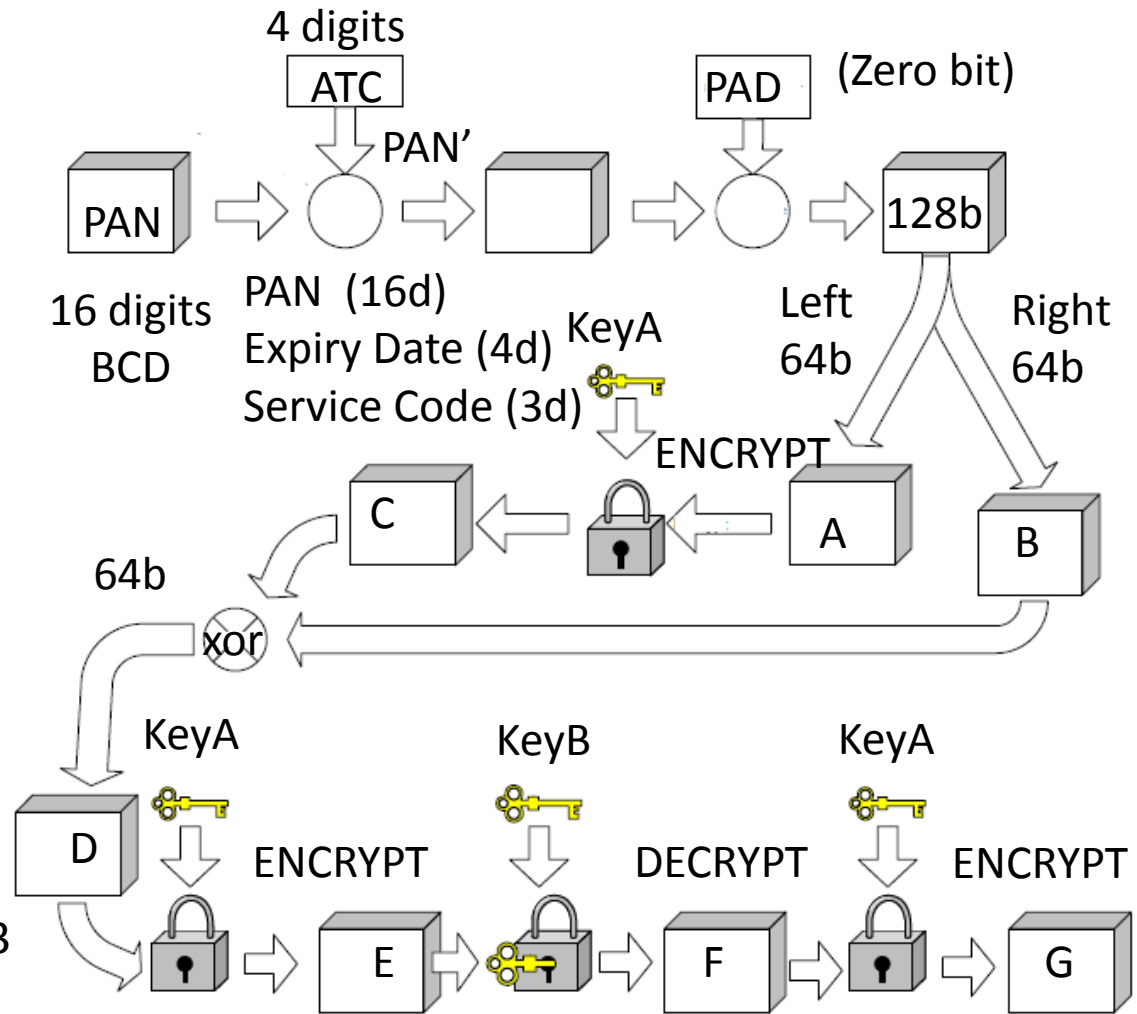 4 digits
ATC
PAD
(Zero bit)
PAN’
PAN
128b
16 digits
BCD
PAN (16d)
Expiry Date (4d)
Service Code (3d)
KeyA
Left
64b
Right
64b
ENCRYPT
C
A
B
64b
xor
KeyA
KeyB
KeyA
D
ENCRYPT
DECRYPT
ENCRYPT
3
E
F
G